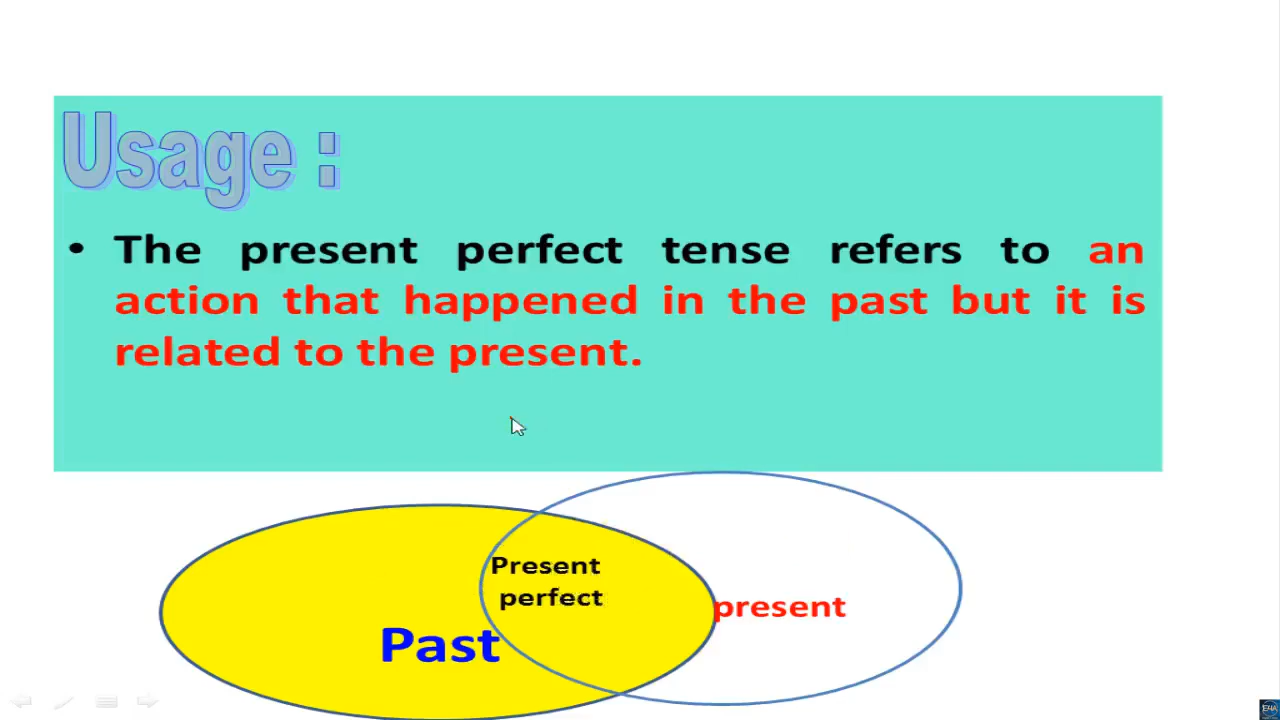 Usage :
• The present perfect tense refers to an
action that happened in the past but it is
related to the present.
Present
perfect
present
Past